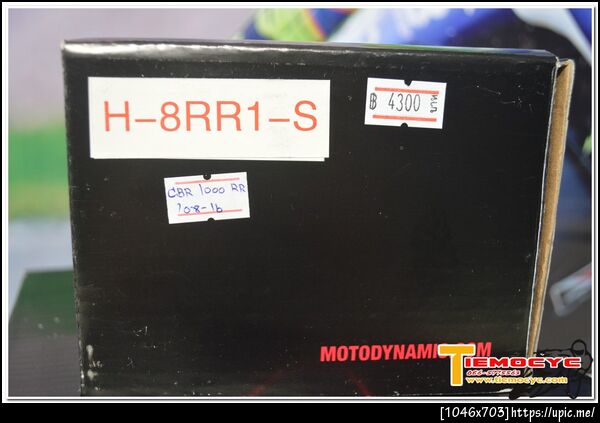 H-8RR1-S
฿ 4300 บาท
CBR 1000 RR
'08-16
MOTODYNAMIC.COM
TIEMOCYC
www.tiemocyc.com
[1046x703]https://upic.me/